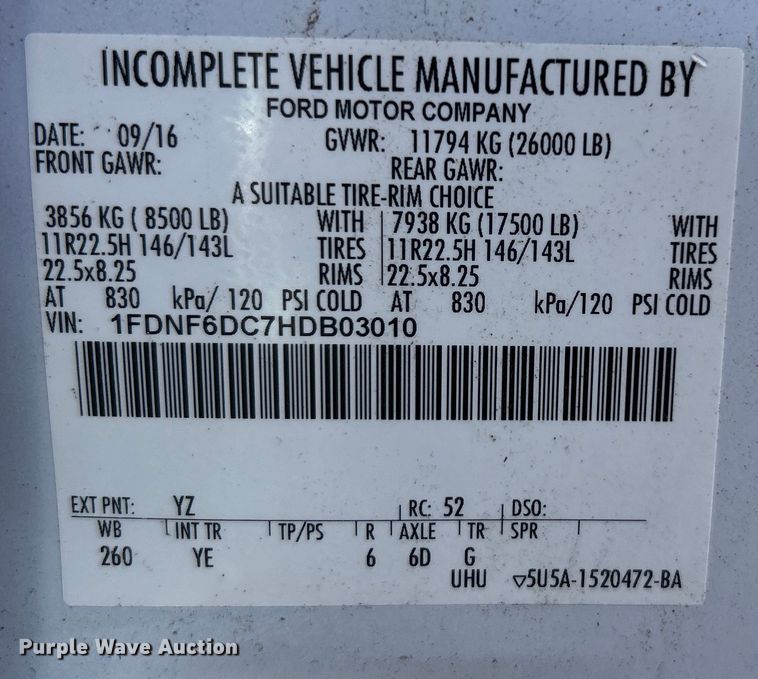 INCOMPLETE VEHICLE MANUFACTURED BY
FORD MOTOR COMPANY
DATE: 09/16 GVWR: 11794 KG (26000 LB)
FRONT GAWR: REAR GAWR:
A SUITABLE TIRE-RIM CHOICE
3856 KG ( 8500 LB) WITH 7938 KG (17500 LB) WITH
11R22.5H 146/143L TIRES 11R22.5H 146/143L TIRES
22.5x8.25 RIMS 22.5x8.25 RIMS
AT 830 kPa/ 120 PSI COLD AT 830 kPa/120 PSI COLD
VIN: 1FDNF6DC7HDB03010
EXT PNT: YZ RC: 52 DSO:
WB INT TR TP/PS R AXLE TR SPR
260 YE 6 6D G
UHU ▽5U5A-1520472-BA
Purple Wave Auction